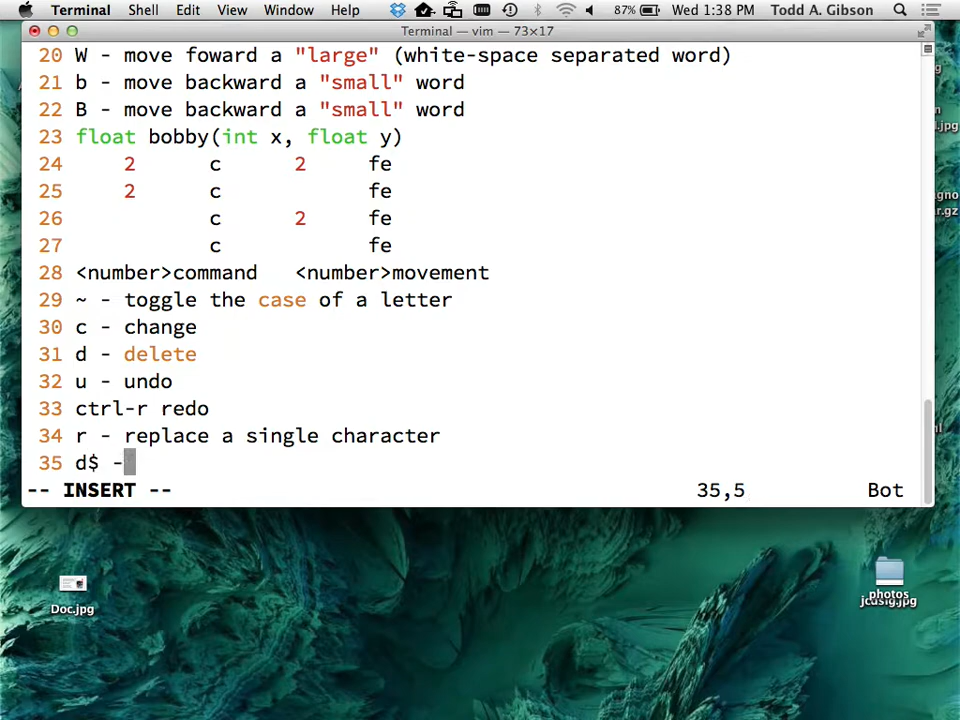 Terminal Shell Edit View Window Help 87% Wed 1:38 PM Todd A. Gibson
Terminal — vim — 73×17
20 W - move foward a "large" (white-space separated word)
21 b - move backward a "small" word
22 B - move backward a "small" word
23 float bobby(int x, float y)
24 2 c 2 fe
25 2 c fe
26 c 2 fe
27 c fe
28 <number>command <number>movement
29 ~ - toggle the case of a letter
30 c - change
31 d - delete
32 u - undo
33 ctrl-r redo
34 r - replace a single character
35 d$ -
-- INSERT -- 35,5 Bot
Doc.jpg
photos